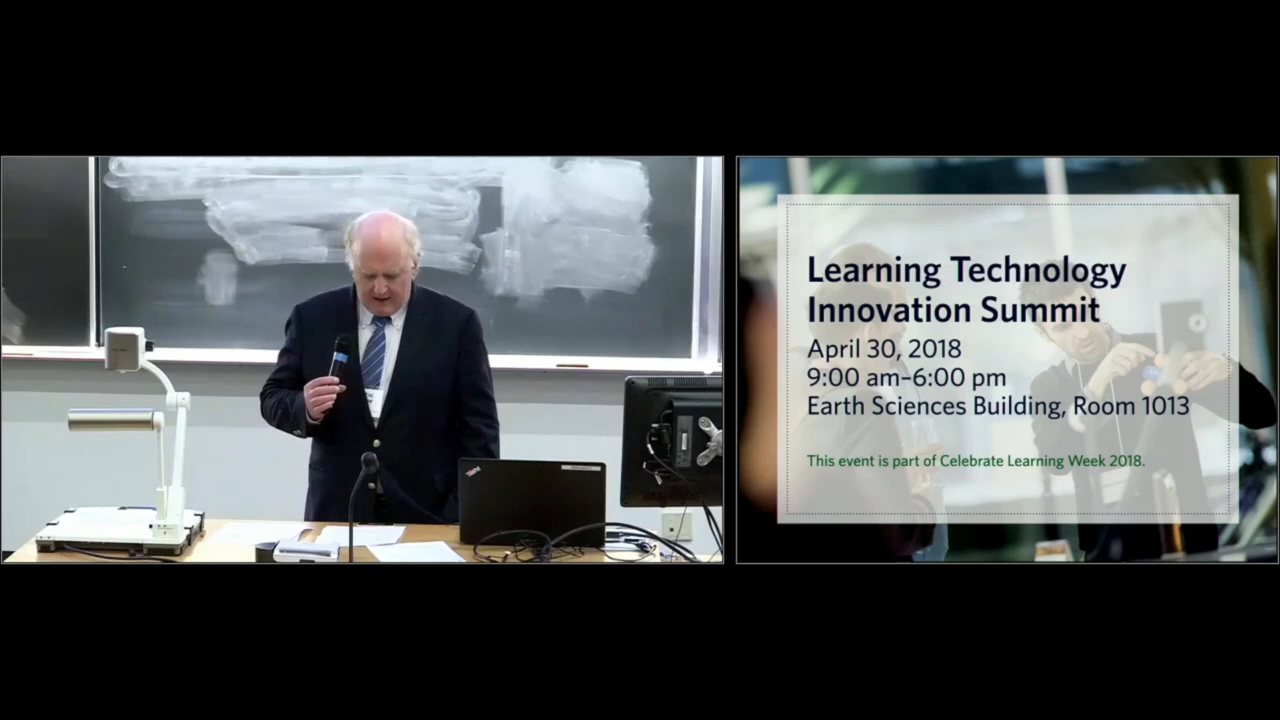 Learning Technology
Innovation Summit
April 30, 2018
9:00 am–6:00 pm
Earth Sciences Building, Room 1013
This event is part of Celebrate Learning Week 2018.